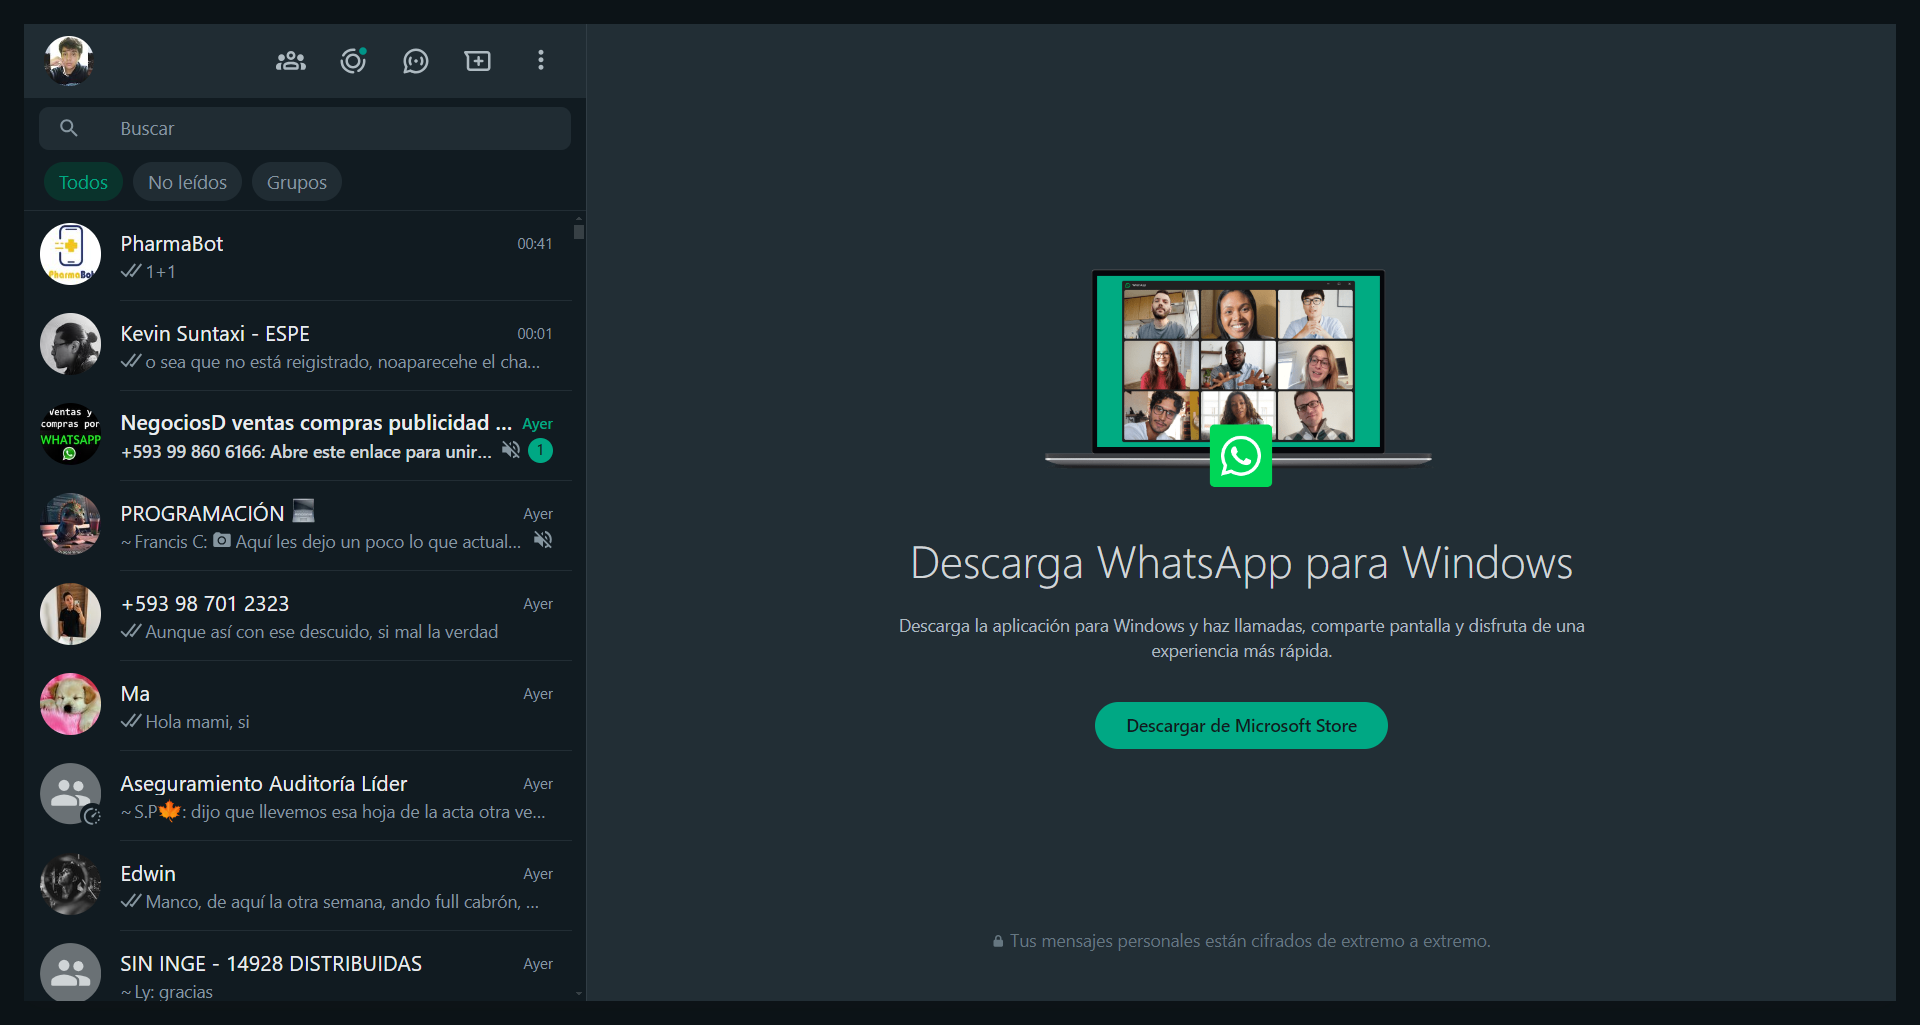 Buscar
Todos
No leídos
Grupos
PharmaBot
00:41
1+1
PharmaBot
Kevin Suntaxi - ESPE
00:01
o sea que no está reigistrado, noaparecehe el cha...
Ventas y
compras por
WHATSAPP
NegociosD ventas compras publicidad ...
Ayer
+593 99 860 6166: Abre este enlace para unir...
1
PROGRAMACIÓN 💻
Ayer
~ Francis C: 📷 Aquí les dejo un poco lo que actual...
+593 98 701 2323
Ayer
Aunque así con ese descuido, si mal la verdad
Ma
Ayer
Hola mami, si
Aseguramiento Auditoría Líder
Ayer
~ S.P🍁: dijo que llevemos esa hoja de la acta otra ve...
Edwin
Ayer
Manco, de aquí la otra semana, ando full cabrón, ...
SIN INGE - 14928 DISTRIBUIDAS
Ayer
~ Ly: gracias
WhatsApp
Descarga WhatsApp para Windows
Descarga la aplicación para Windows y haz llamadas, comparte pantalla y disfruta de una
experiencia más rápida.
Descargar de Microsoft Store
Tus mensajes personales están cifrados de extremo a extremo.